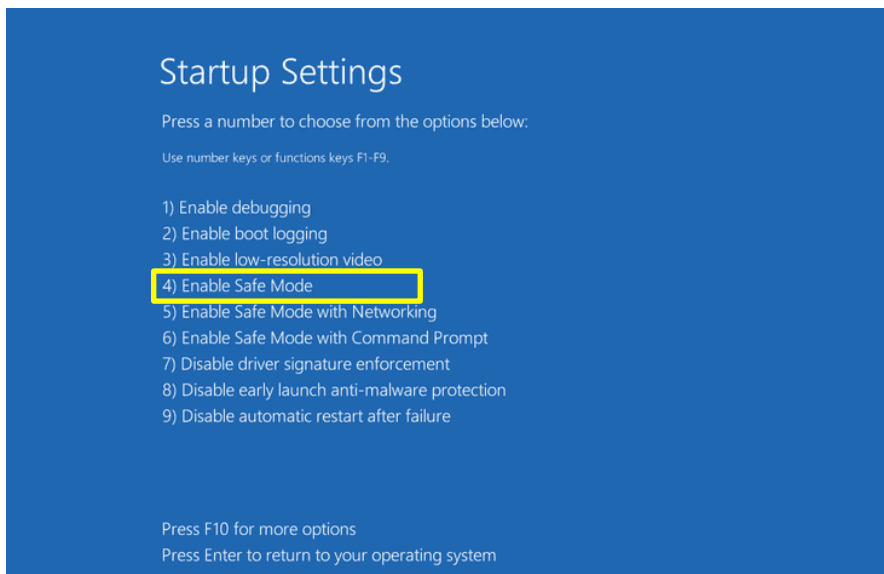 Startup Settings
Press a number to choose from the options below:
Use number keys or functions keys F1-F9.
1) Enable debugging
2) Enable boot logging
3) Enable low-resolution video
4) Enable Safe Mode
5) Enable Safe Mode with Networking
6) Enable Safe Mode with Command Prompt
7) Disable driver signature enforcement
8) Disable early launch anti-malware protection
9) Disable automatic restart after failure
Press F10 for more options
Press Enter to return to your operating system